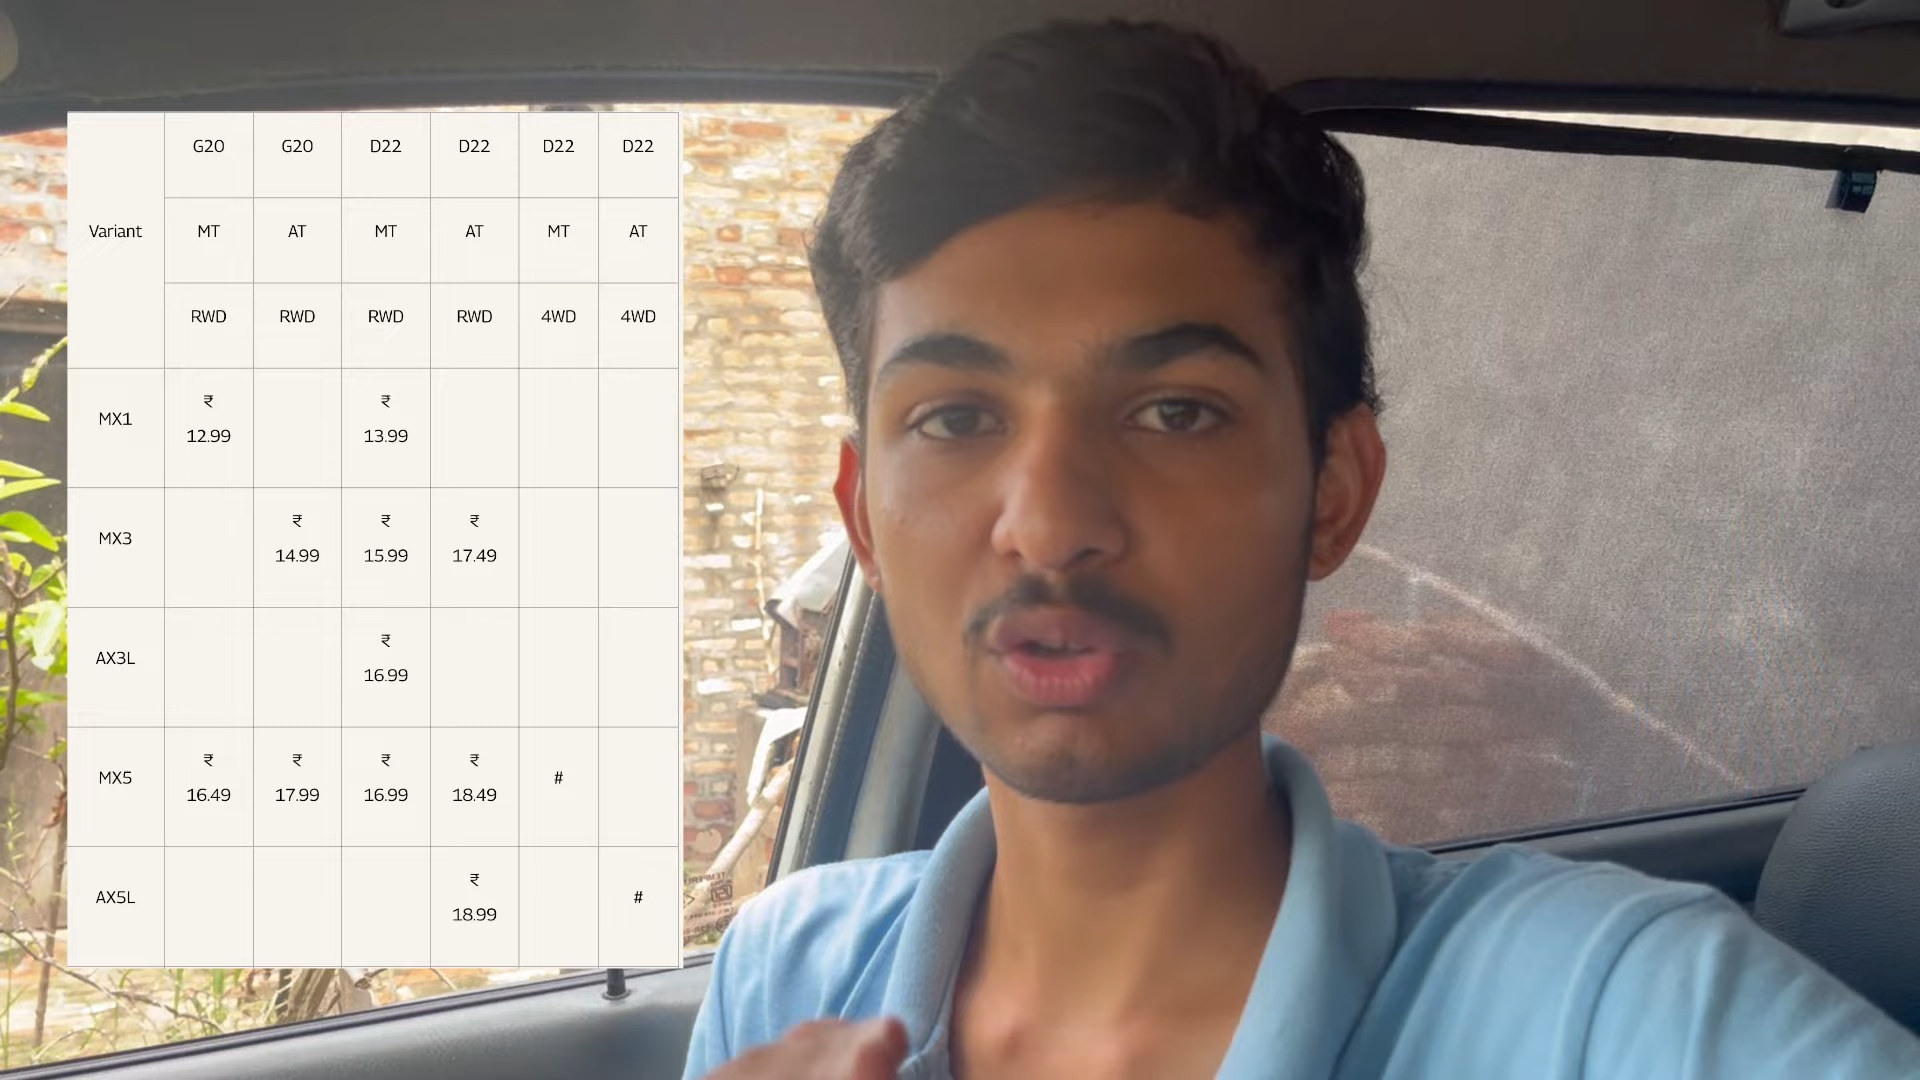 Variant G20 G20 D22 D22 D22 D22
MT AT MT AT MT AT
RWD RWD RWD RWD 4WD 4WD
MX1 ₹ 12.99 ₹ 13.99
MX3 ₹ 14.99 ₹ 15.99 ₹ 17.49
AX3L ₹ 16.99
MX5 ₹ 16.49 ₹ 17.99 ₹ 16.99 ₹ 18.49 #
AX5L ₹ 18.99 #